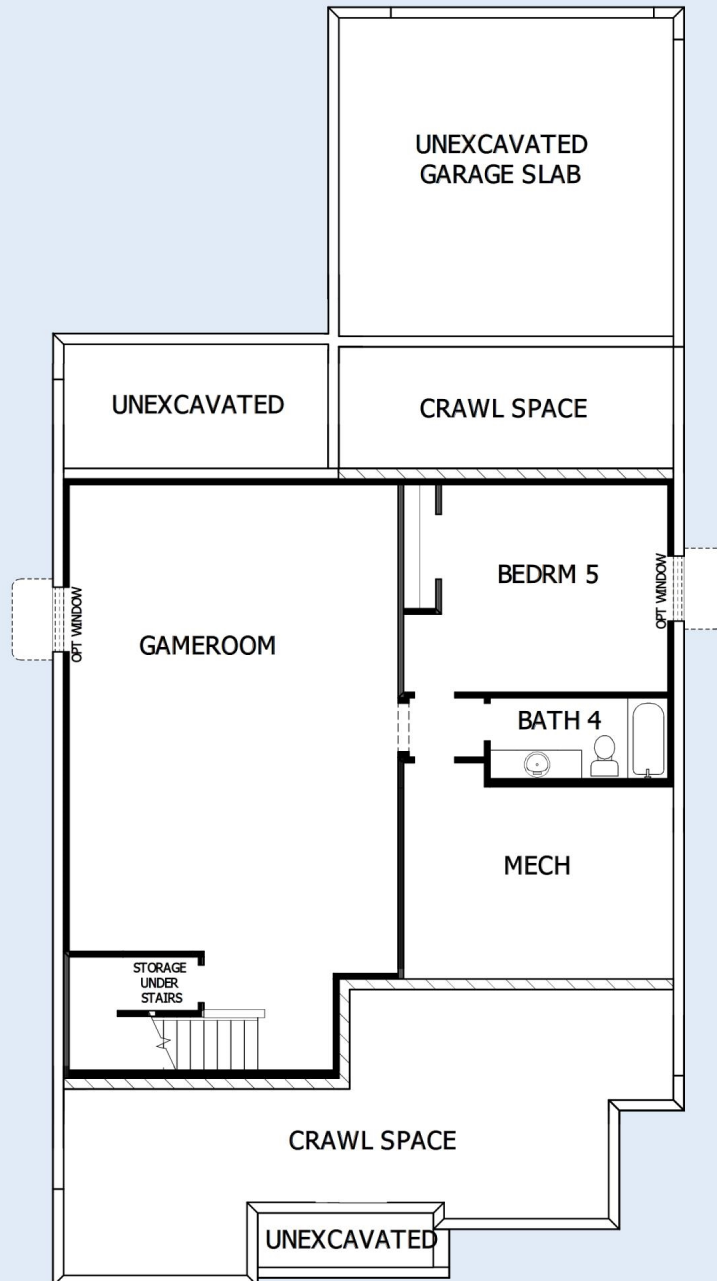 UNEXCAVATED
GARAGE SLAB
UNEXCAVATED
CRAWL SPACE
BEDRM 5
OPT WINDOW
OPT WINDOW
GAMEROOM
BATH 4
MECH
STORAGE
UNDER
STAIRS
CRAWL SPACE
UNEXCAVATED